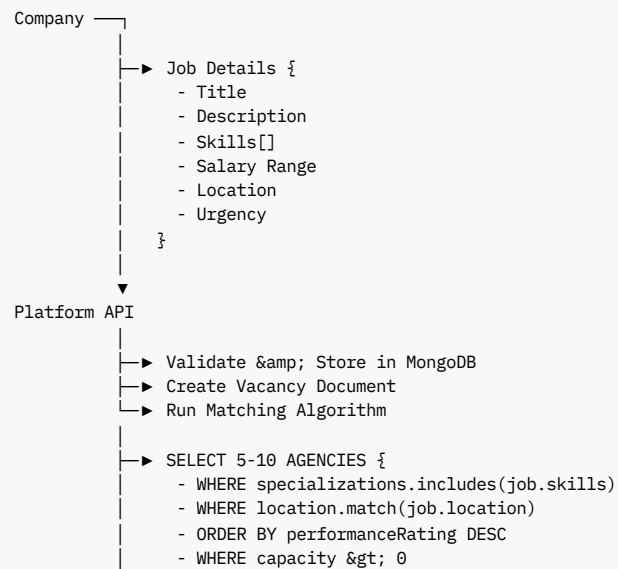 Company
Job Details {
- Title
- Description
- Skills[]
- Salary Range
- Location
- Urgency
}
Platform API
Validate &amp; Store in MongoDB
Create Vacancy Document
Run Matching Algorithm
SELECT 5-10 AGENCIES {
- WHERE specializations.includes(job.skills)
- WHERE location.match(job.location)
- ORDER BY performanceRating DESC
- WHERE capacity &gt; 0